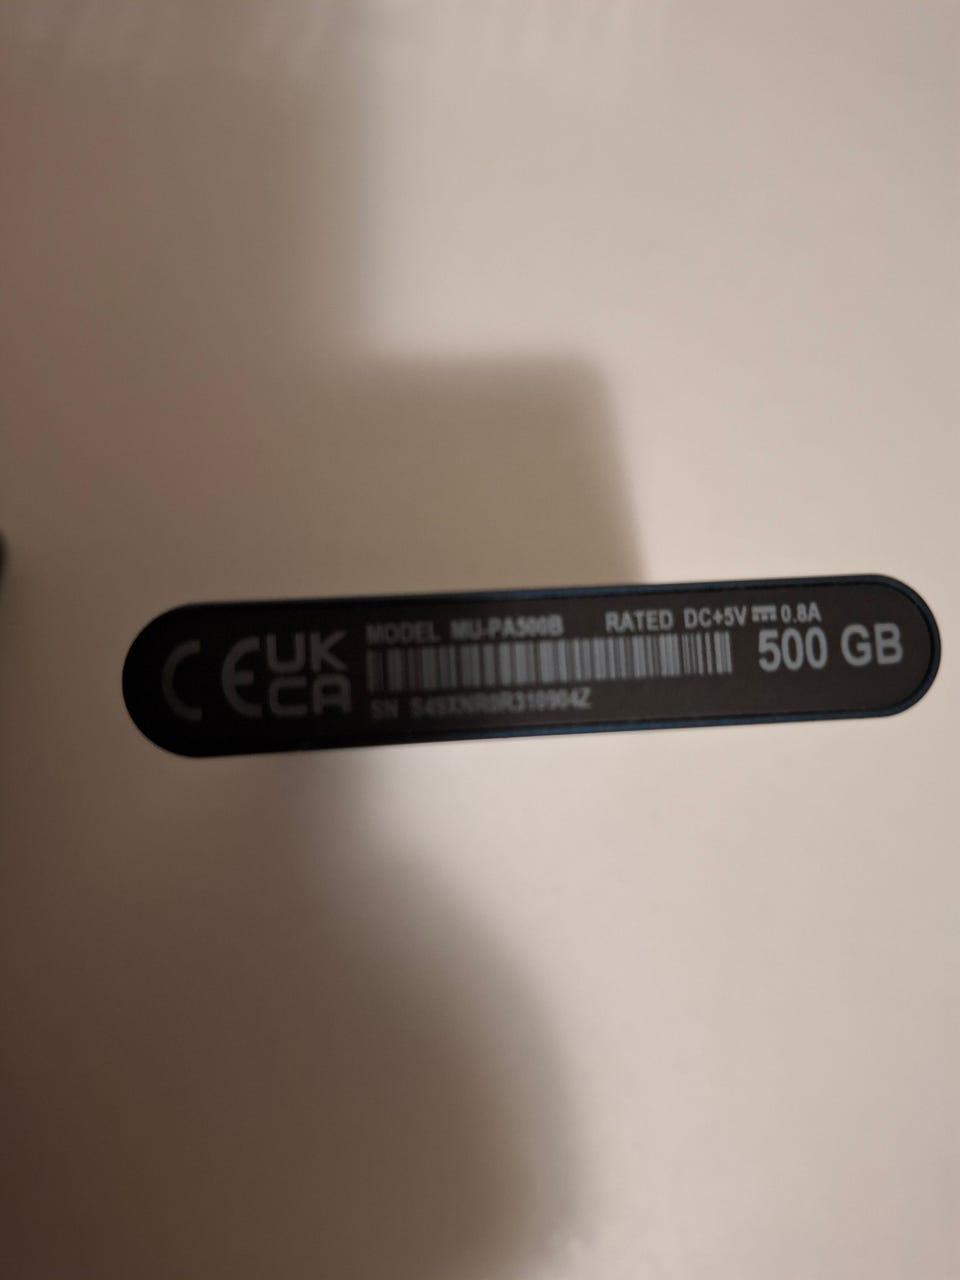 CE UK CA
MODEL MU-PA500B RATED DC+5V ⎓ 0.8A
500 GB
SN